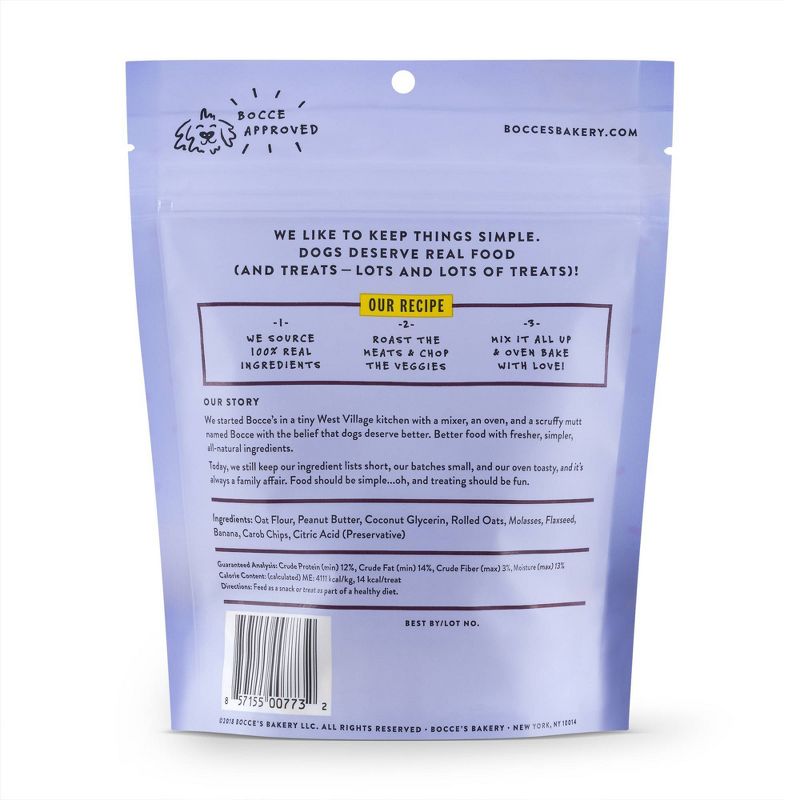 BOCCE
APPROVED
BOCCESBAKERY.COM
WE LIKE TO KEEP THINGS SIMPLE.
DOGS DESERVE REAL FOOD
(AND TREATS — LOTS AND LOTS OF TREATS)!
OUR RECIPE
-1-
WE SOURCE
100% REAL
INGREDIENTS
-2-
ROAST THE
MEATS & CHOP
THE VEGGIES
-3-
MIX IT ALL UP
& OVEN BAKE
WITH LOVE!
OUR STORY
We started Bocce's in a tiny West Village kitchen with a mixer, an oven, and a scruffy mutt
named Bocce with the belief that dogs deserve better. Better food with fresher, simpler,
all-natural ingredients.
Today, we still keep our ingredient lists short, our batches small, and our oven toasty, and it's
always a family affair. Food should be simple...oh, and treating should be fun.
Ingredients: Oat Flour, Peanut Butter, Coconut Glycerin, Rolled Oats, Molasses, Flaxseed,
Banana, Carob Chips, Citric Acid (Preservative)
Guaranteed Analysis: Crude Protein (min) 12%, Crude Fat (min) 14%, Crude Fiber (max) 3%, Moisture (max) 13%
Calorie Content: (calculated) ME: 4111 kcal/kg, 14 kcal/treat
Directions: Feed as a snack or treat as part of a healthy diet.
BEST BY/LOT NO.
8 57155 00773 2
©2018 BOCCE'S BAKERY LLC. ALL RIGHTS RESERVED • BOCCE'S BAKERY • NEW YORK, NY 10014